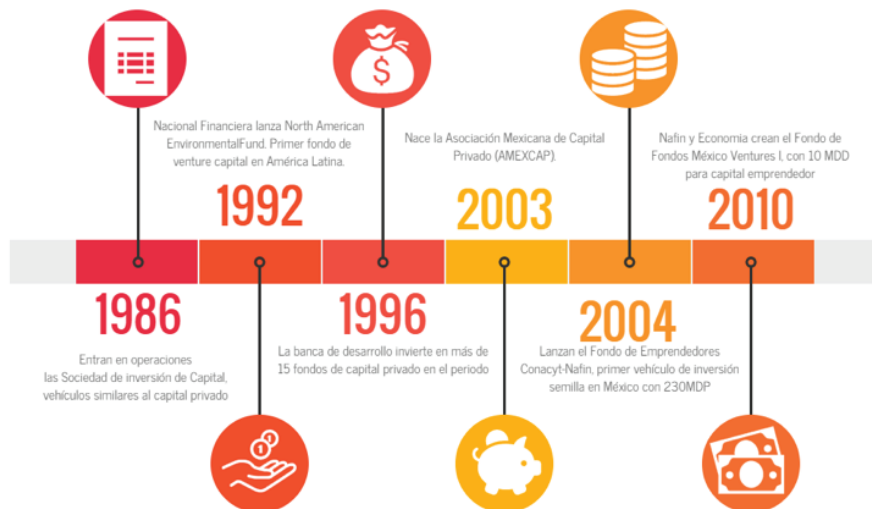 1986
Entran en operaciones
las Sociedad de inversión de Capital,
vehículos similares al capital privado
Nacional Financiera lanza North American
EnvironmentalFund. Primer fondo de
venture capital en América Latina.
1992
1996
La banca de desarrollo invierte en más de
15 fondos de capital privado en el periodo
$
Nace la Asociación Mexicana de Capital
Privado (AMEXCAP).
2003
2004
Lanzan el Fondo de Emprendedores
Conacyt-Nafin, primer vehículo de inversión
semilla en México con 230MDP
Nafin y Economia crean el Fondo de
Fondos México Ventures I, con 10 MDD
para capital emprendedor
2010